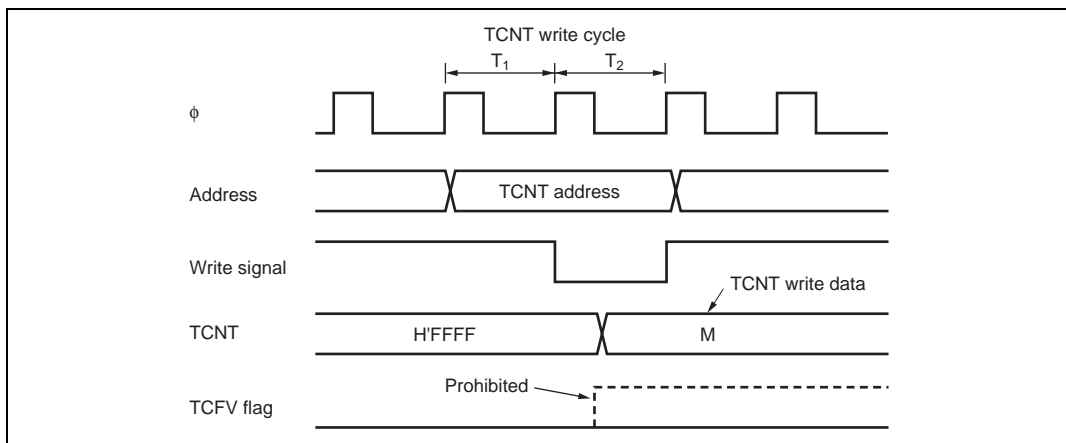 TCNT write cycle
T1 T2
ϕ
Address TCNT address
Write signal
TCNT write data
TCNT H'FFFF M
Prohibited
TCFV flag